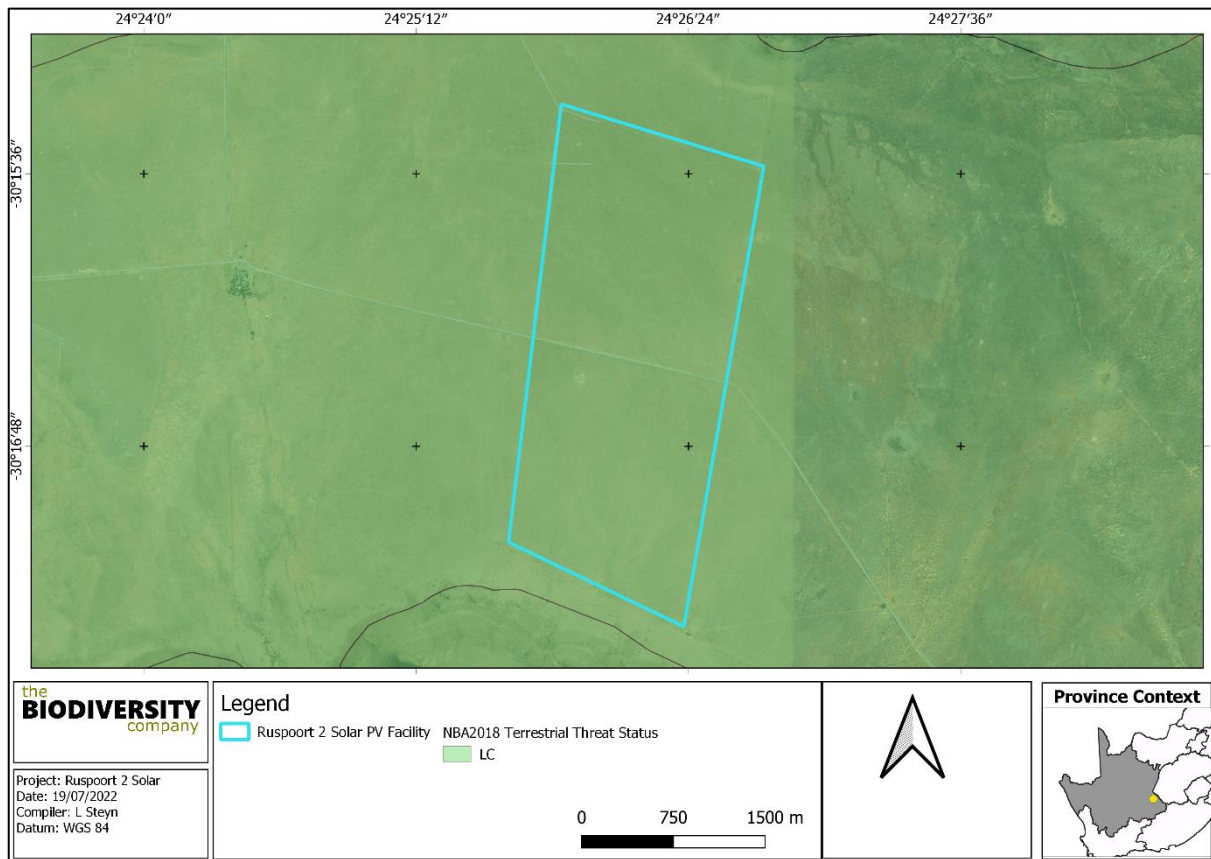 24°24′0″ 24°25′12″ 24°26′24″ 24°27′36″
-30°15′36″
-30°16′48″
the
BIODIVERSITY
company
Project: Ruspoort 2 Solar
Date: 19/07/2022
Compiler: L Steyn
Datum: WGS 84
Legend
Ruspoort 2 Solar PV Facility
NBA2018 Terrestrial Threat Status
LC
0 750 1500 m
Province Context